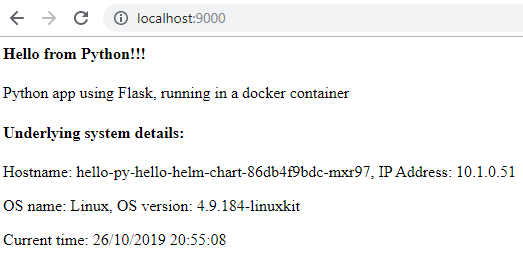 localhost:9000
Hello from Python!!!
Python app using Flask, running in a docker container
Underlying system details:
Hostname: hello-py-hello-helm-chart-86db4f9bdc-mxr97, IP Address: 10.1.0.51
OS name: Linux, OS version: 4.9.184-linuxkit
Current time: 26/10/2019 20:55:08